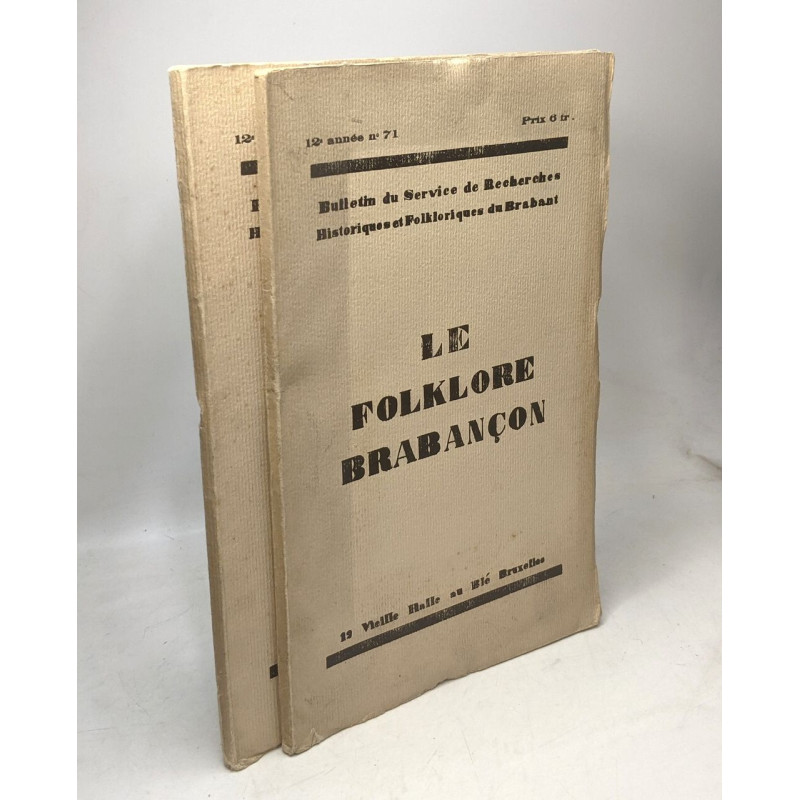 12e année n° 71 Prix 6 fr.
Bulletin du Service de Recherches
Historiques et Folkloriques du Brabant
LE
FOLKLORE
BRABANÇON
19 Vieille Halle au Blé Bruxelles
12e
B
H